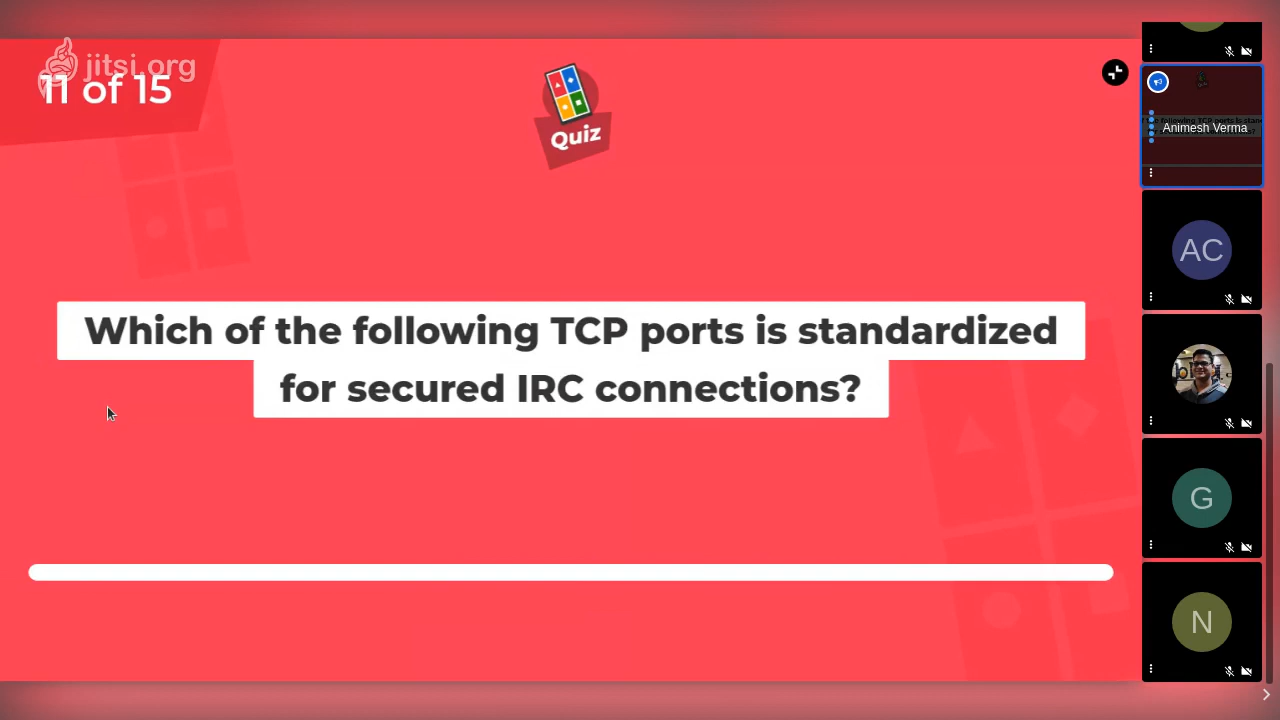 jitsi.org
11 of 15
Quiz
Which of the following TCP ports is standardized
for secured IRC connections?
Animesh Verma
AC
G
N